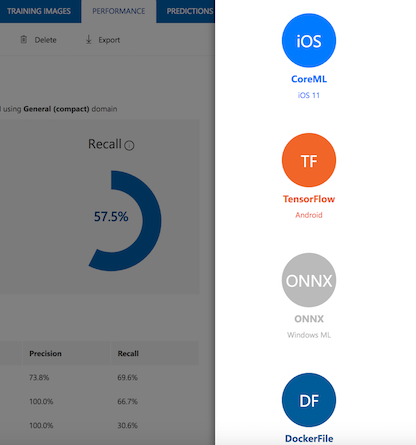 TRAINING IMAGES PERFORMANCE PREDICTIONS
Delete Export
d using General (compact) domain
Recall
57.5%
Precision Recall
73.8% 69.6%
100.0% 66.7%
100.0% 30.6%
iOS
CoreML
iOS 11
TF
TensorFlow
Android
ONNX
ONNX
Windows ML
DF
DockerFile